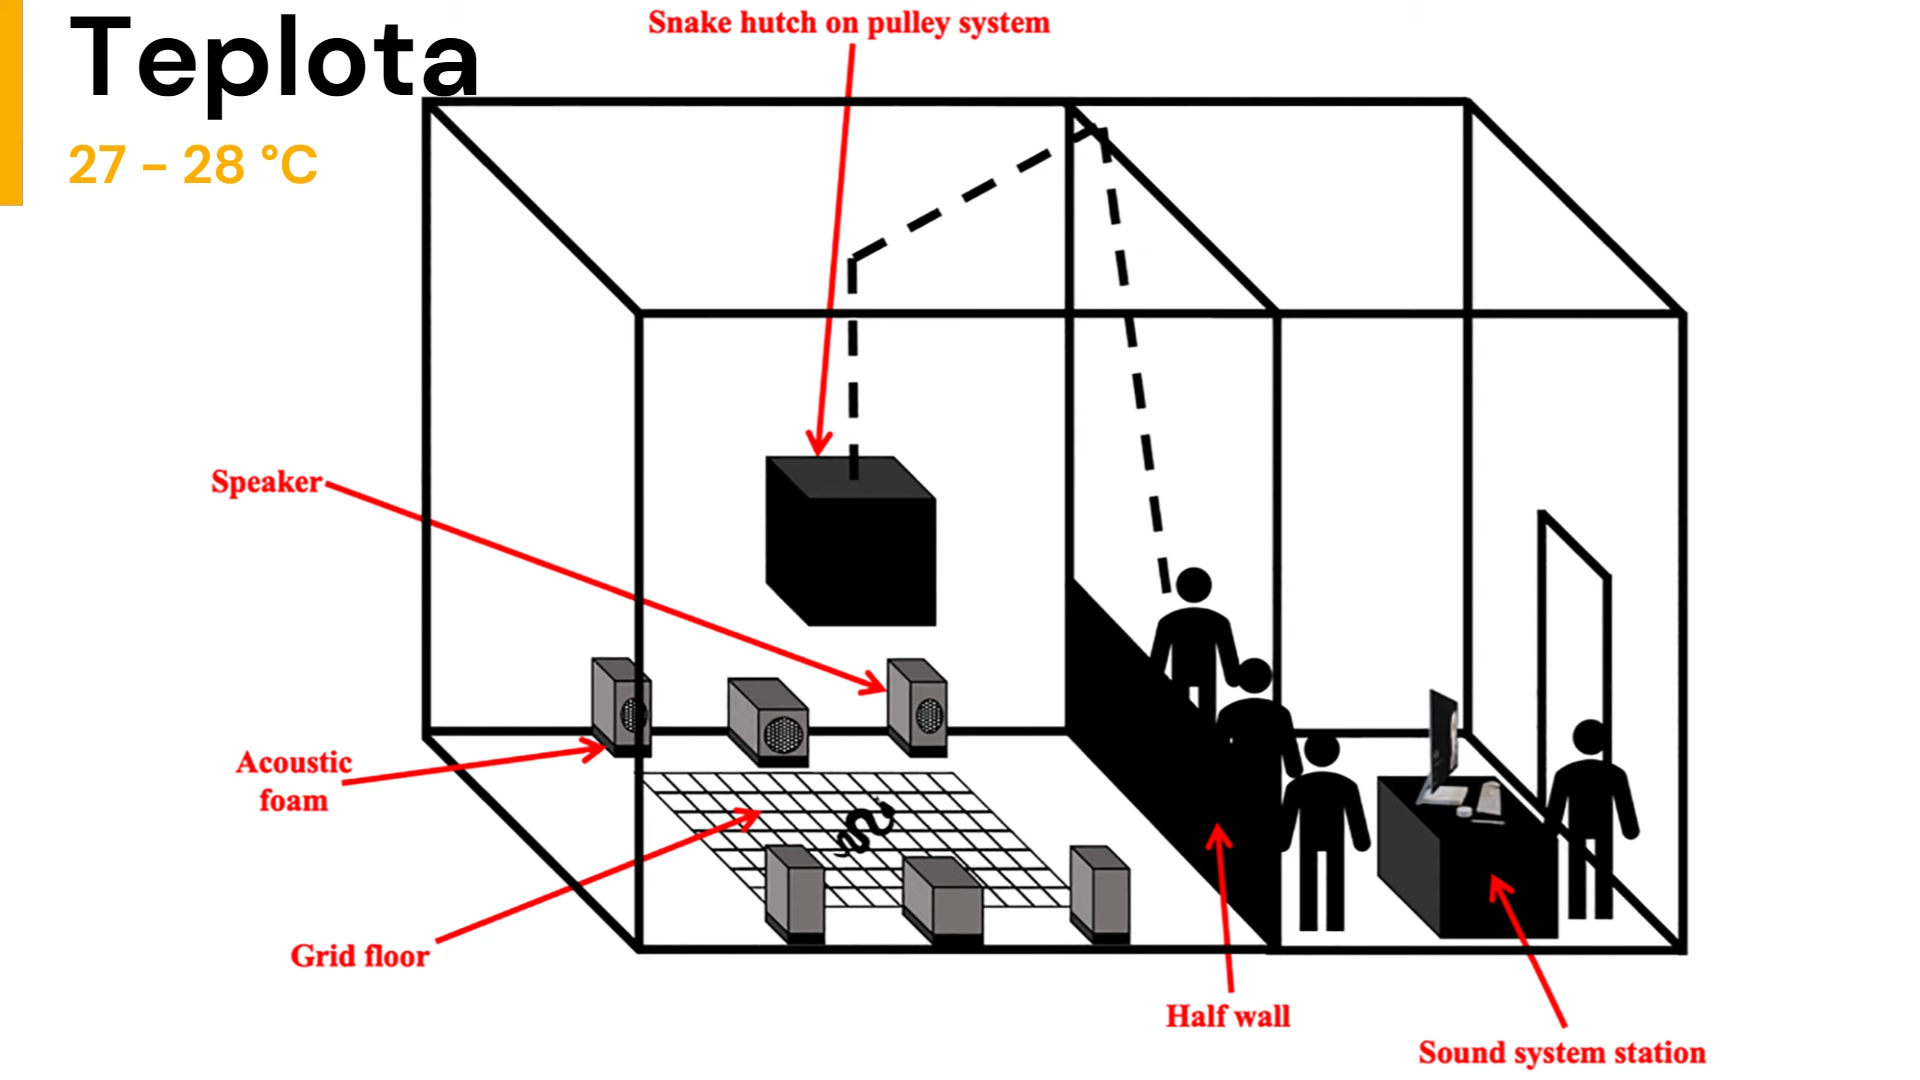 Teplota
27 – 28 °C
Snake hutch on pulley system
Speaker
Acoustic
foam
Grid floor
Half wall
Sound system station